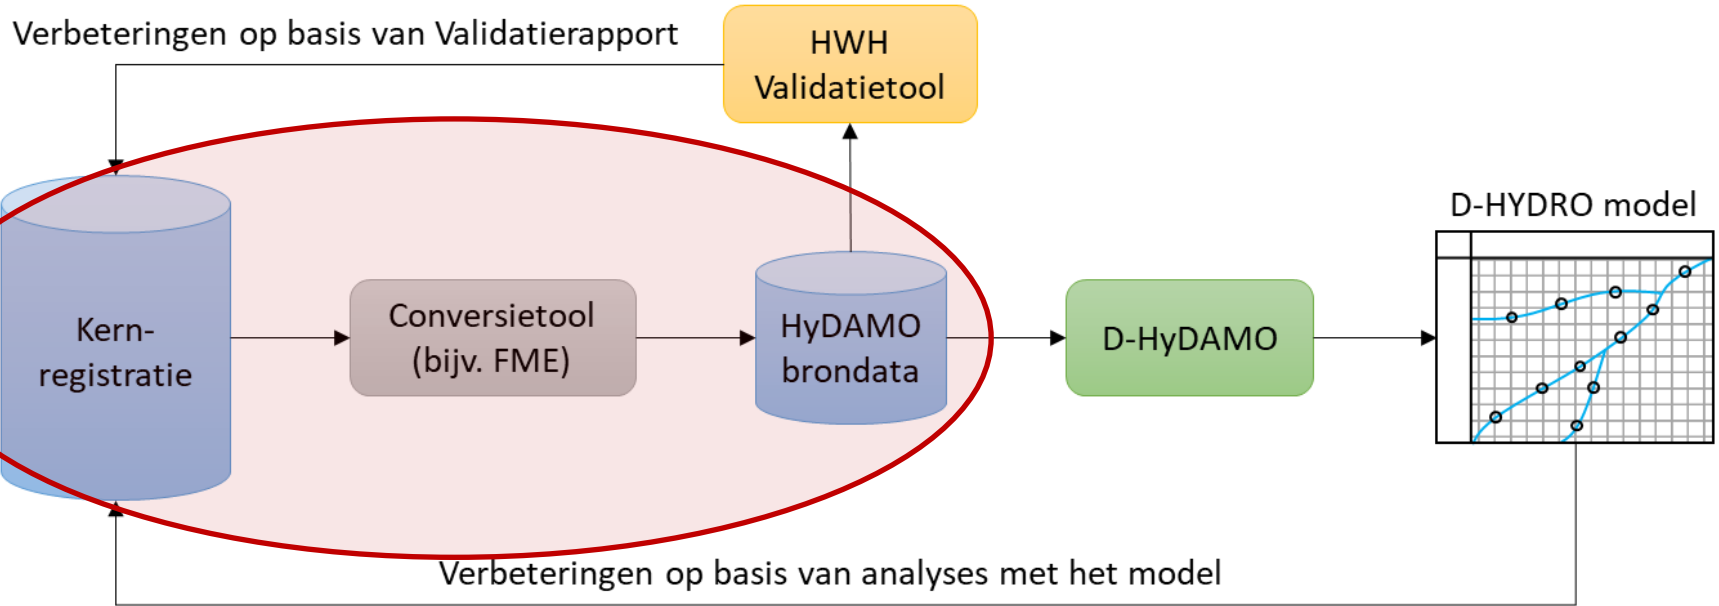 Verbeteringen op basis van Validatierapport
HWH
Validatietool
D-HYDRO model
Kern-
registratie
Conversietool
(bijv. FME)
HyDAMO
brondata
D-HyDAMO
Verbeteringen op basis van analyses met het model